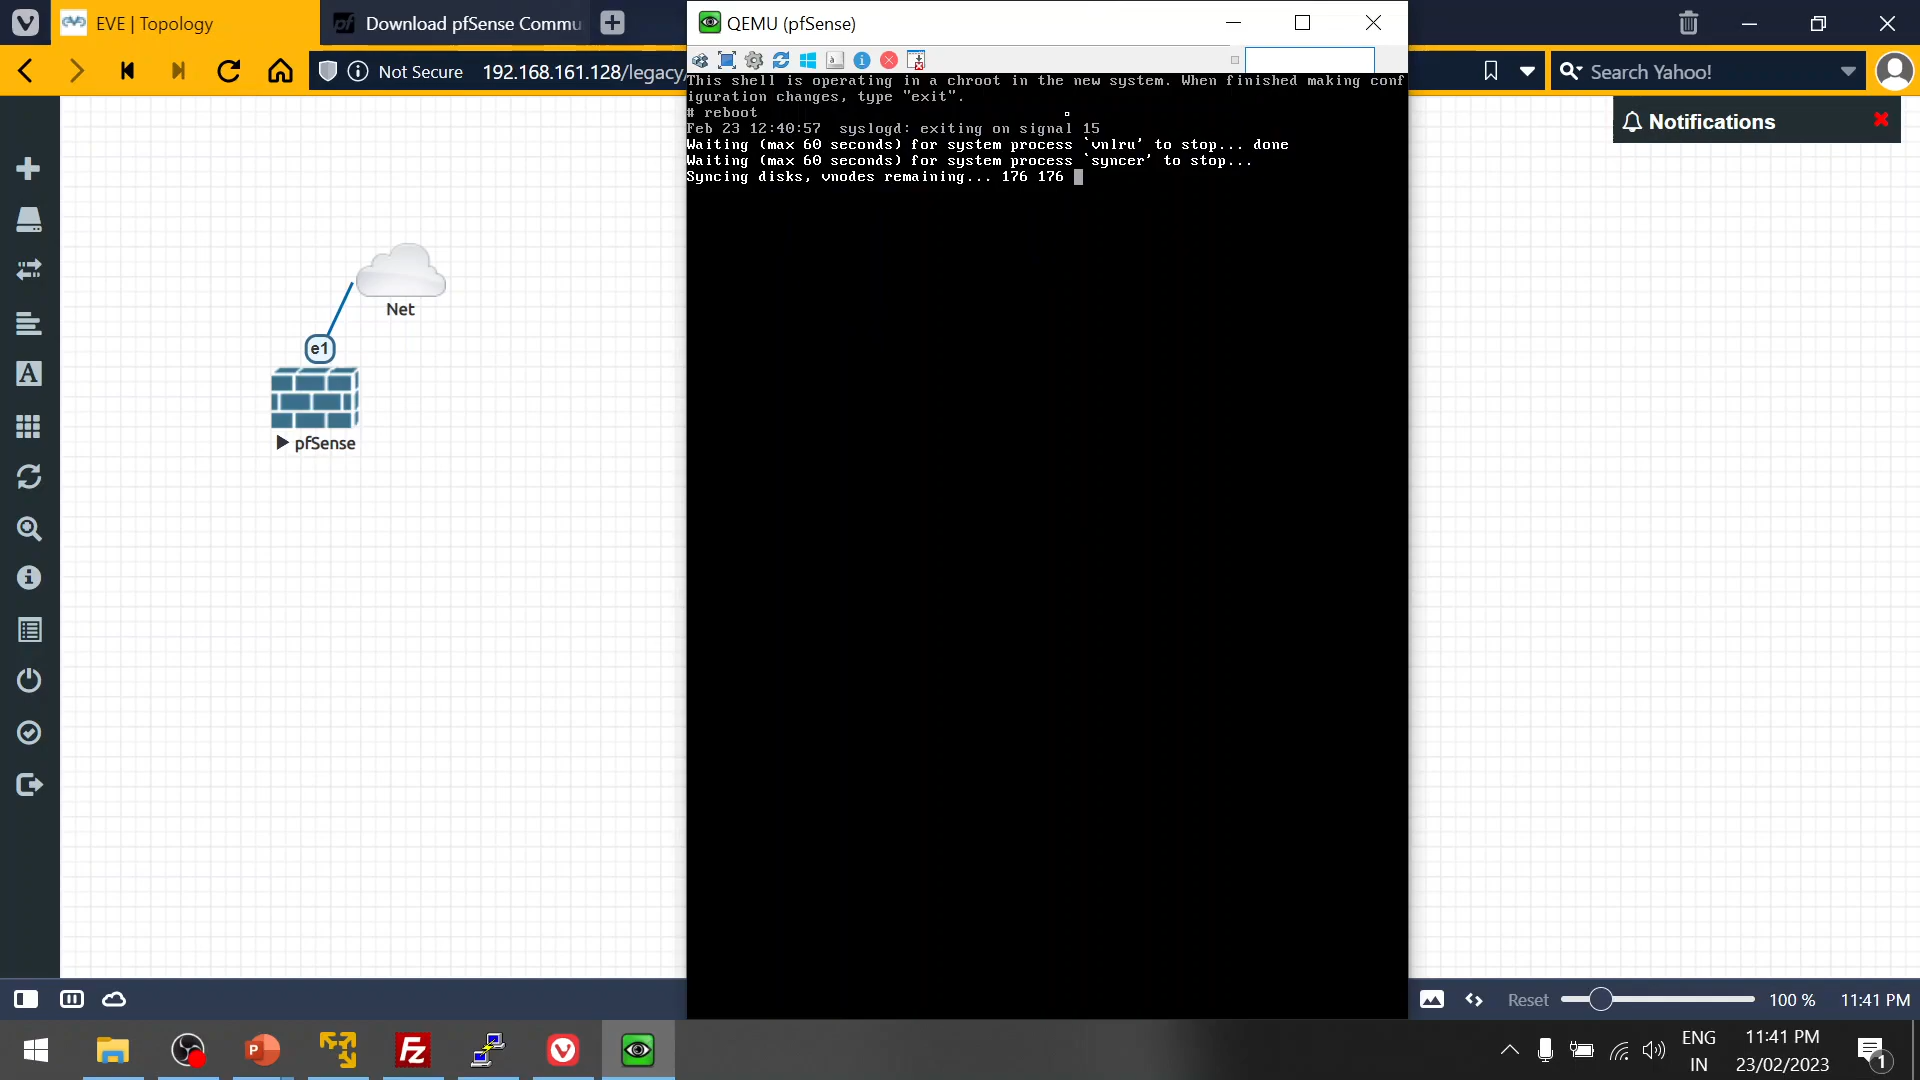 EVE | Topology
Download pfSense Commu
QEMU (pfSense)
Not Secure 192.168.161.128/legacy/
Search Yahoo!
Notifications
This shell is operating in a chroot in the new system. When finished making conf
iguration changes, type "exit".
# reboot
Feb 23 12:40:57 syslogd: exiting on signal 15
Waiting (max 60 seconds) for system process `vnlru' to stop... done
Waiting (max 60 seconds) for system process `syncer' to stop...
Syncing disks, vnodes remaining... 176 176
Net
e1
pfSense
Reset 100 % 11:41 PM
ENG 11:41 PM
IN 23/02/2023
1